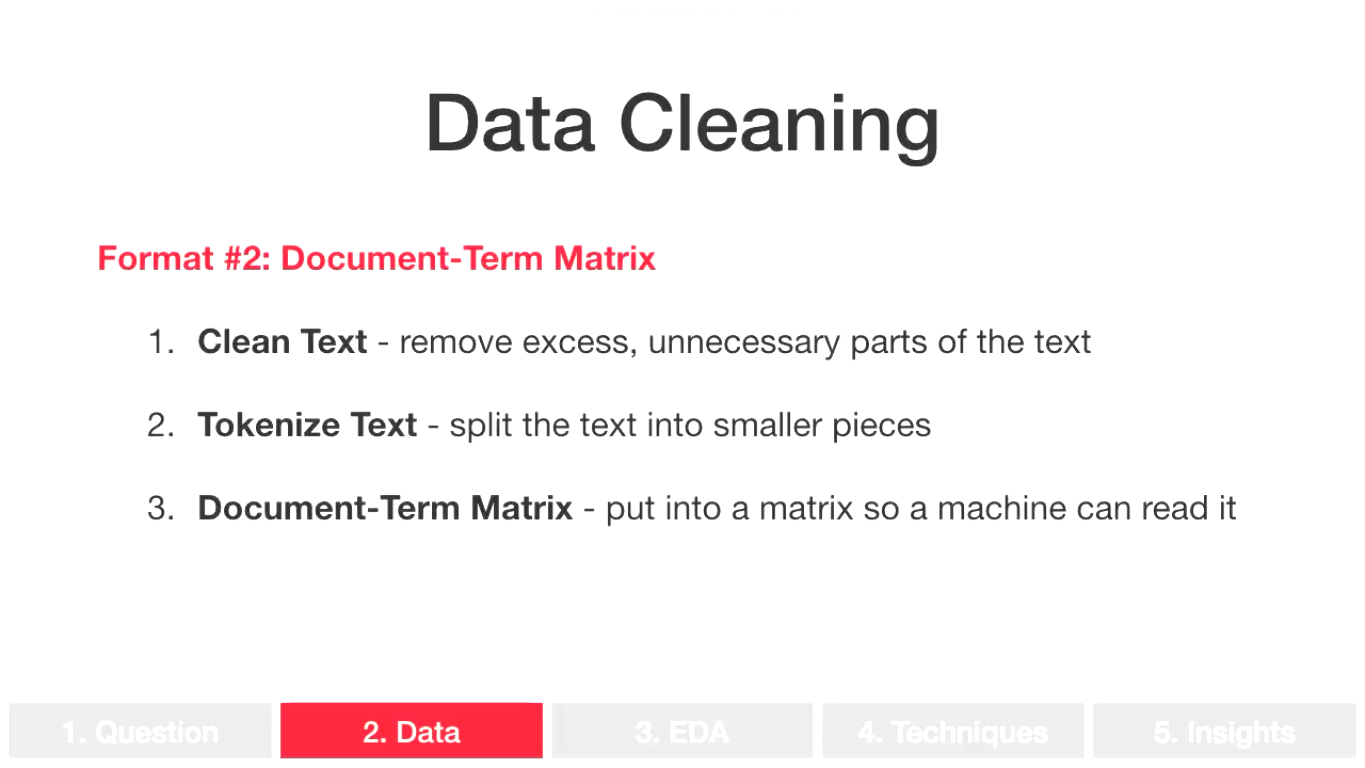 Data Cleaning
Format #2: Document-Term Matrix
1. Clean Text - remove excess, unnecessary parts of the text
2. Tokenize Text - split the text into smaller pieces
3. Document-Term Matrix - put into a matrix so a machine can read it
1. Question
2. Data
3. EDA
4. Techniques
5. Insights